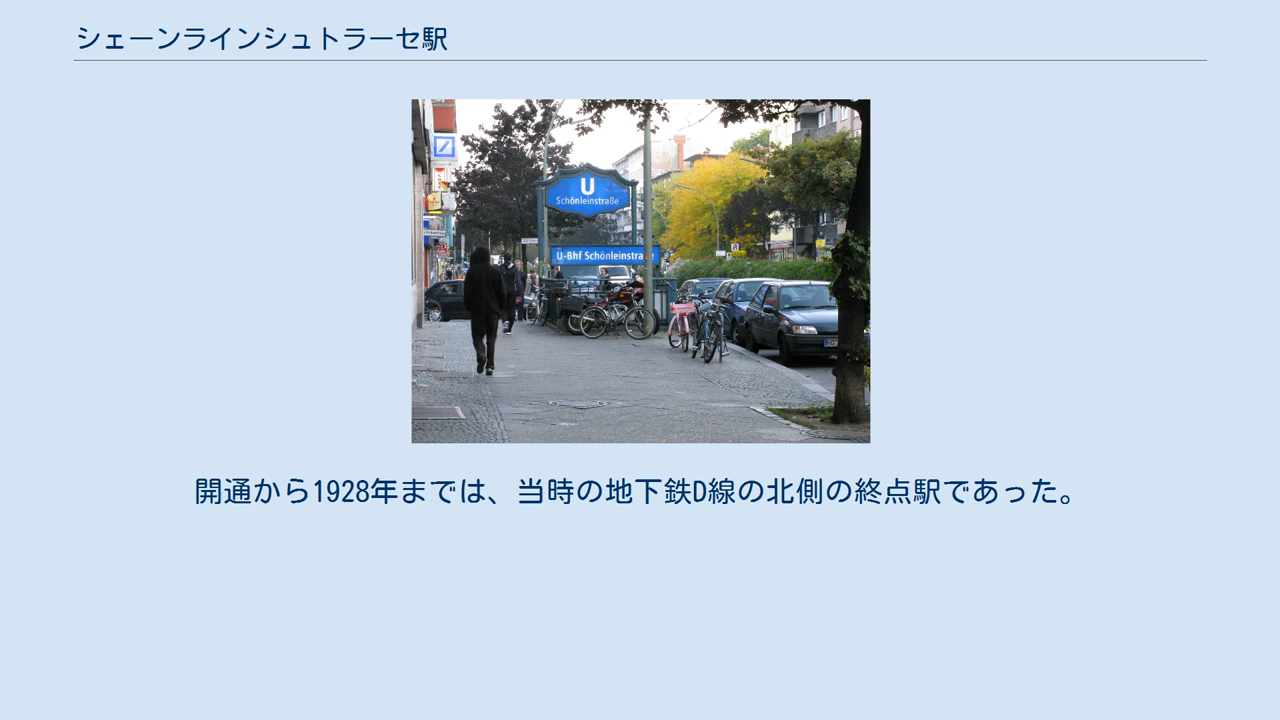 シェーンラインシュトラーセ駅
U
Schönleinstraße
U-Bhf Schönleinstraße
開通から1928年までは、当時の地下鉄D線の北側の終点駅であった。